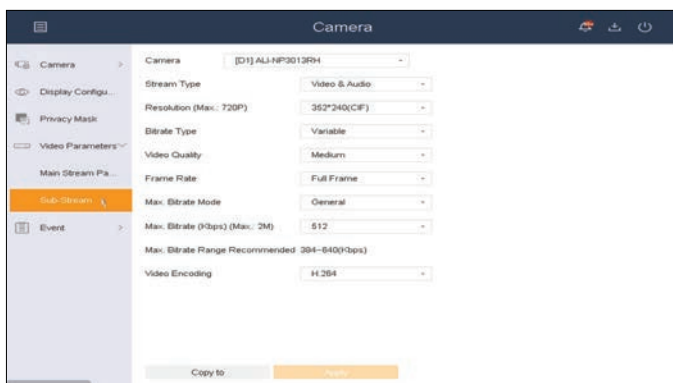 Camera
Camera
Display Configu...
Privacy Mask
Video Parameters
Main Stream Pa...
Sub-Stream
Event
Camera [D1] ALI-NP3013RH
Stream Type Video & Audio
Resolution (Max.: 720P) 352*240(CIF)
Bitrate Type Variable
Video Quality Medium
Frame Rate Full Frame
Max. Bitrate Mode General
Max. Bitrate (Kbps) (Max.: 2M) 512
Max. Bitrate Range Recommended 384~640(Kbps)
Video Encoding H.264
Copy to Apply